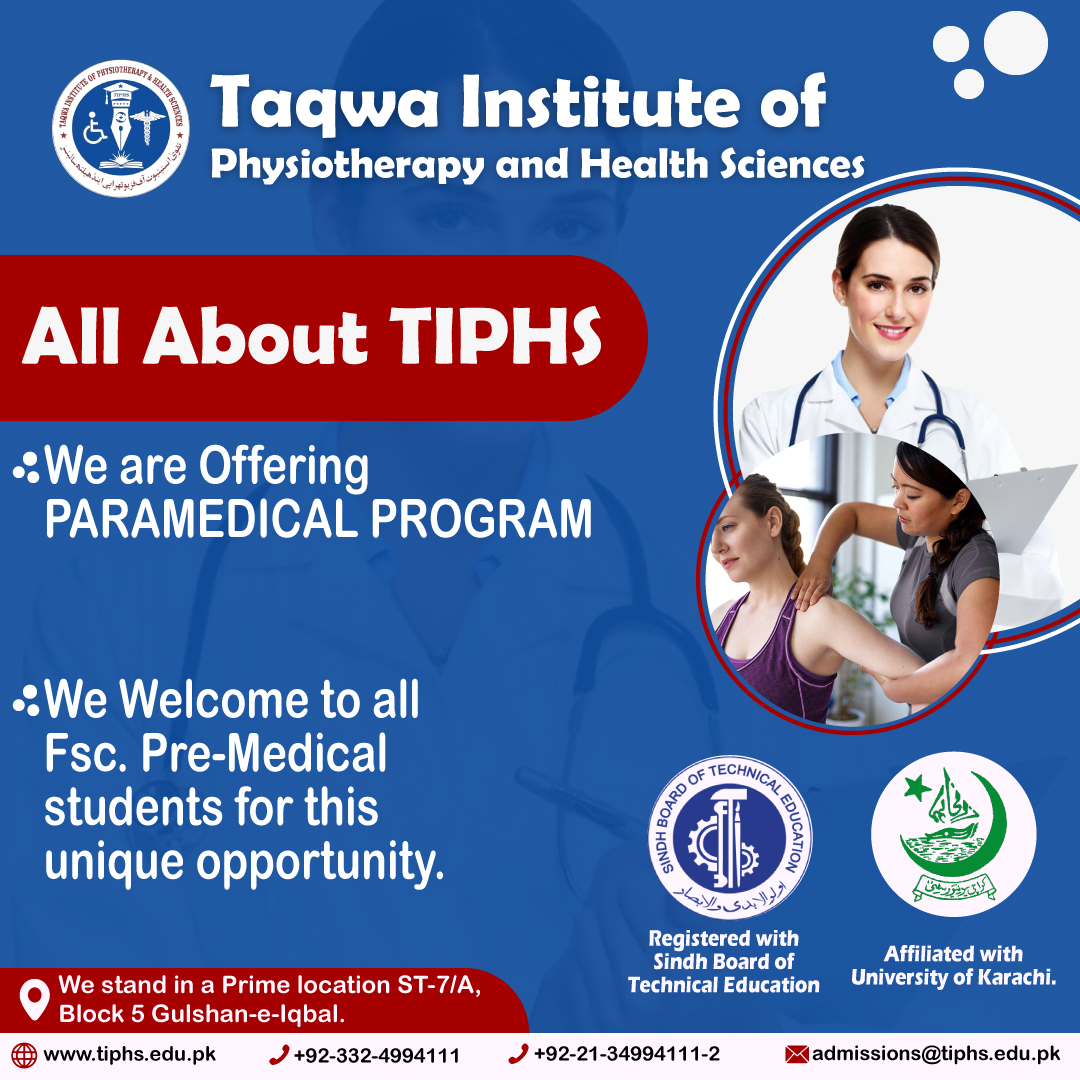 TAQWA INSTITUTE OF PHYSIOTHERAPY & HEALTH SCIENCES
TIPHS
Taqwa Institute of
Physiotherapy and Health Sciences
All About TIPHS
We are Offering
PARAMEDICAL PROGRAM
We Welcome to all
Fsc. Pre-Medical
students for this
unique opportunity.
SINDH BOARD OF TECHNICAL EDUCATION
Registered with
Sindh Board of
Technical Education
Affiliated with
University of Karachi.
We stand in a Prime location ST-7/A,
Block 5 Gulshan-e-Iqbal.
www.tiphs.edu.pk
+92-332-4994111
+92-21-34994111-2
admissions@tiphs.edu.pk